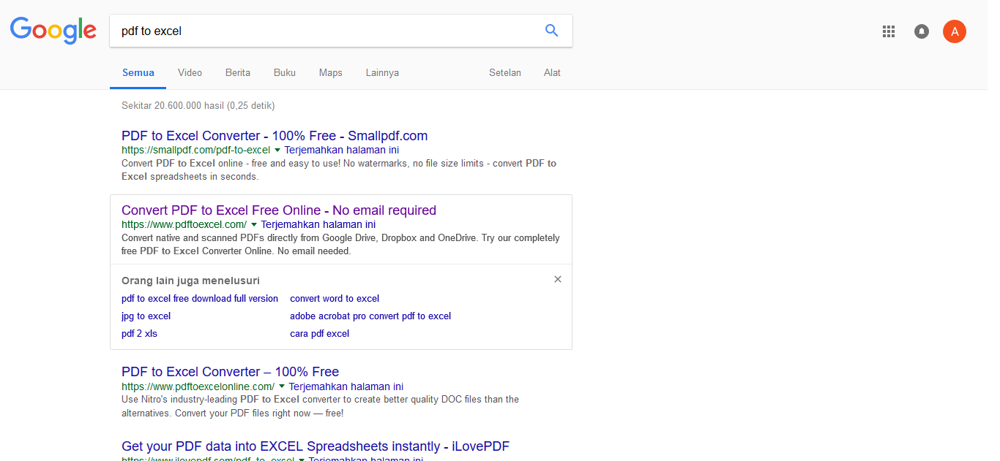 Google
pdf to excel
A
Semua Video Berita Buku Maps Lainnya Setelan Alat
Sekitar 20.600.000 hasil (0,25 detik)
PDF to Excel Converter - 100% Free - Smallpdf.com
https://smallpdf.com/pdf-to-excel Terjemahkan halaman ini
Convert PDF to Excel online - free and easy to use! No watermarks, no file size limits - convert PDF to
Excel spreadsheets in seconds.
Convert PDF to Excel Free Online - No email required
https://www.pdftoexcel.com/ Terjemahkan halaman ini
Convert native and scanned PDFs directly from Google Drive, Dropbox and OneDrive. Try our completely
free PDF to Excel Converter Online. No email needed.
Orang lain juga menelusuri
pdf to excel free download full version convert word to excel
jpg to excel adobe acrobat pro convert pdf to excel
pdf 2 xls cara pdf excel
PDF to Excel Converter – 100% Free
https://www.pdftoexcelonline.com/ Terjemahkan halaman ini
Use Nitro's industry-leading PDF to Excel converter to create better quality DOC files than the
alternatives. Convert your PDF files right now — free!
Get your PDF data into EXCEL Spreadsheets instantly - iLovePDF
https://www.ilovepdf.com/pdf_to_excel Terjemahkan halaman ini